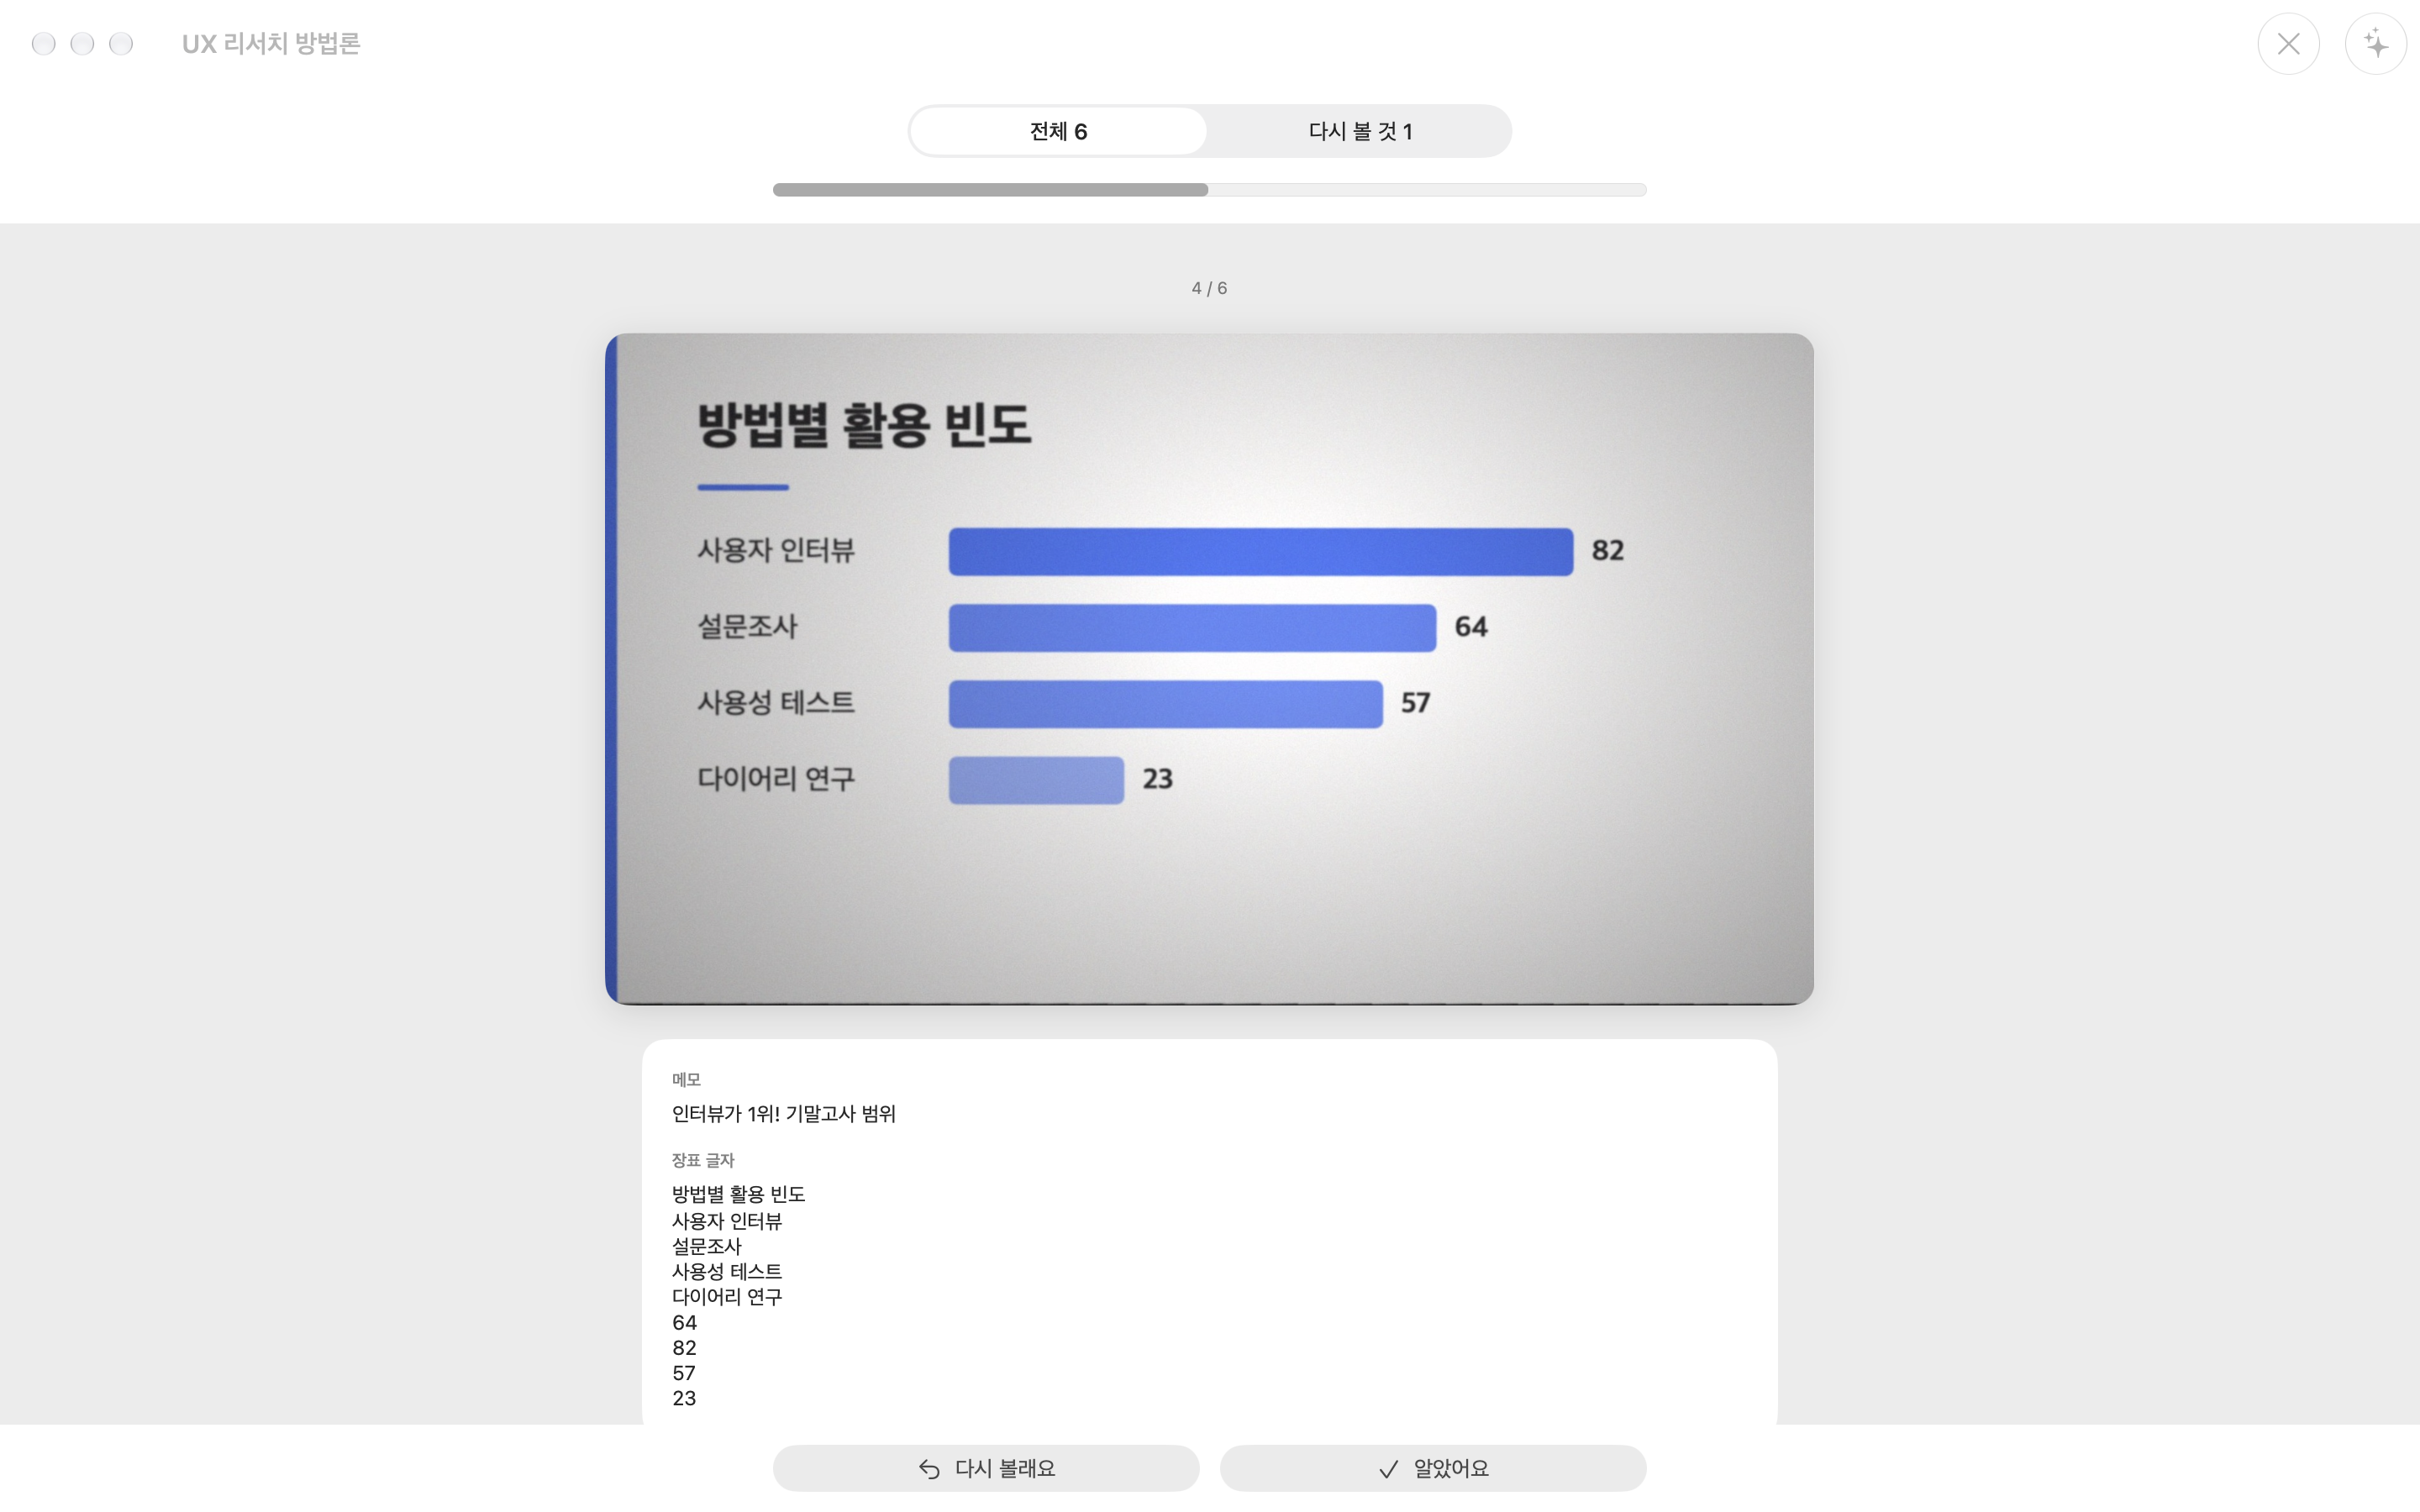 UX 리서치 방법론
전체 6
다시 볼 것 1
4 / 6
방법별 활용 빈도
사용자 인터뷰 82
설문조사 64
사용성 테스트 57
다이어리 연구 23
메모
인터뷰가 1위! 기말고사 범위
장표 글자
방법별 활용 빈도
사용자 인터뷰
설문조사
사용성 테스트
다이어리 연구
64
82
57
23
다시 볼래요
알았어요